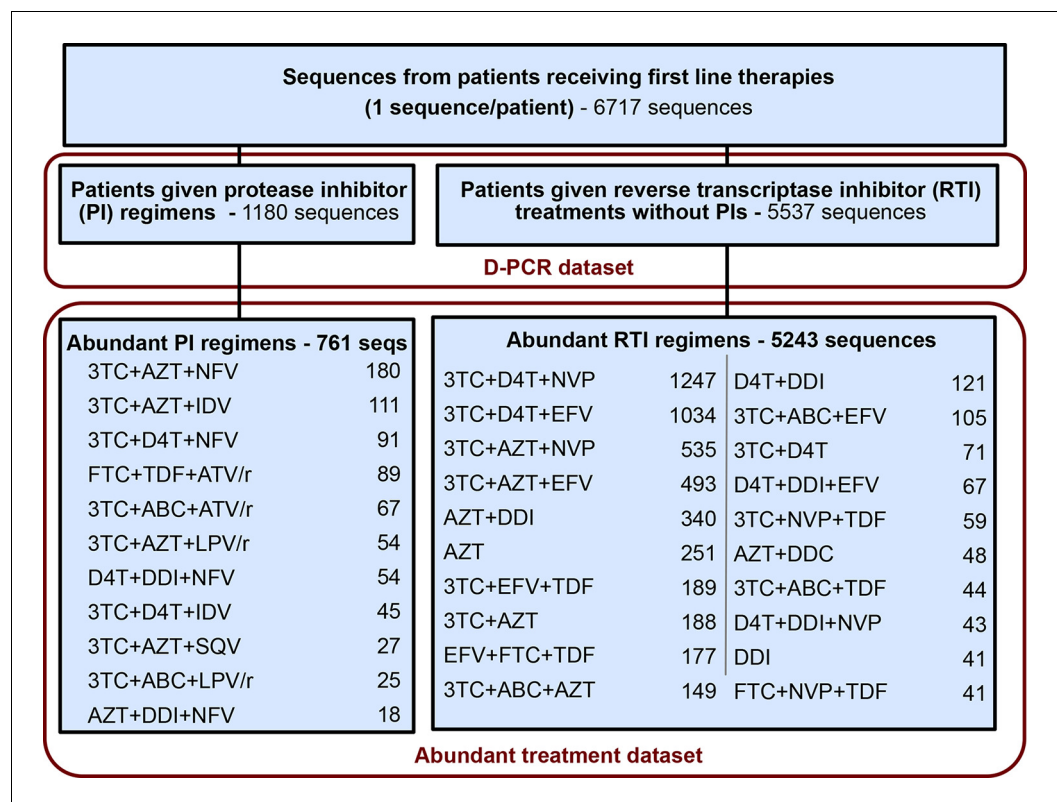 Sequences from patients receiving first line therapies
(1 sequence/patient) - 6717 sequences
Patients given protease inhibitor
(PI) regimens - 1180 sequences
Patients given reverse transcriptase inhibitor (RTI)
treatments without PIs - 5537 sequences
D-PCR dataset
Abundant PI regimens - 761 seqs
3TC+AZT+NFV 180
3TC+AZT+IDV 111
3TC+D4T+NFV 91
FTC+TDF+ATV/r 89
3TC+ABC+ATV/r 67
3TC+AZT+LPV/r 54
D4T+DDI+NFV 54
3TC+D4T+IDV 45
3TC+AZT+SQV 27
3TC+ABC+LPV/r 25
AZT+DDI+NFV 18
Abundant RTI regimens - 5243 sequences
3TC+D4T+NVP 1247
3TC+D4T+EFV 1034
3TC+AZT+NVP 535
3TC+AZT+EFV 493
AZT+DDI 340
AZT 251
3TC+EFV+TDF 189
3TC+AZT 188
EFV+FTC+TDF 177
3TC+ABC+AZT 149
D4T+DDI 121
3TC+ABC+EFV 105
3TC+D4T 71
D4T+DDI+EFV 67
3TC+NVP+TDF 59
AZT+DDC 48
3TC+ABC+TDF 44
D4T+DDI+NVP 43
DDI 41
FTC+NVP+TDF 41
Abundant treatment dataset